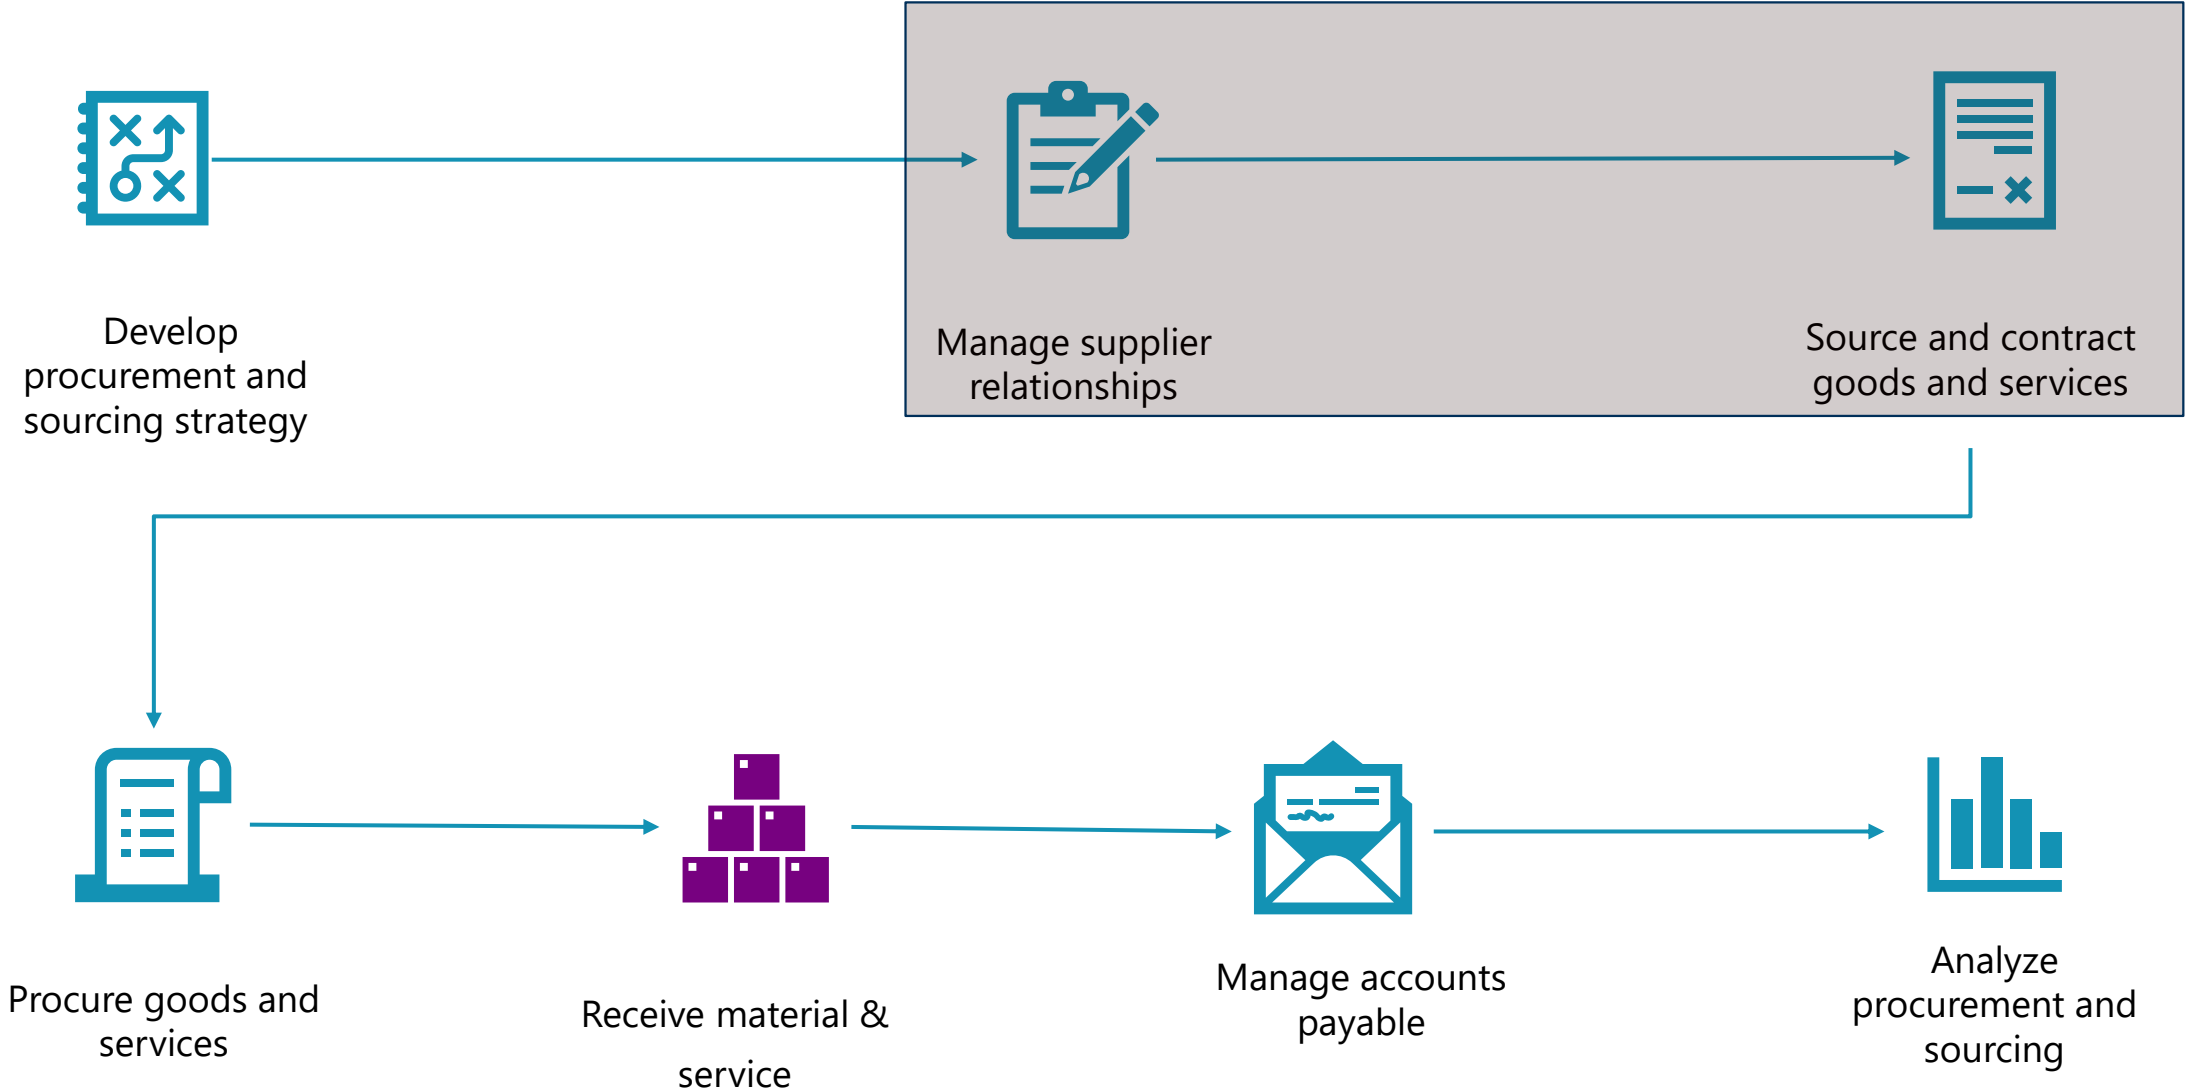 Develop
procurement and
sourcing strategy
Manage supplier
relationships
Source and contract
goods and services
Procure goods and
services
Receive material &
service
Manage accounts
payable
Analyze
procurement and
sourcing